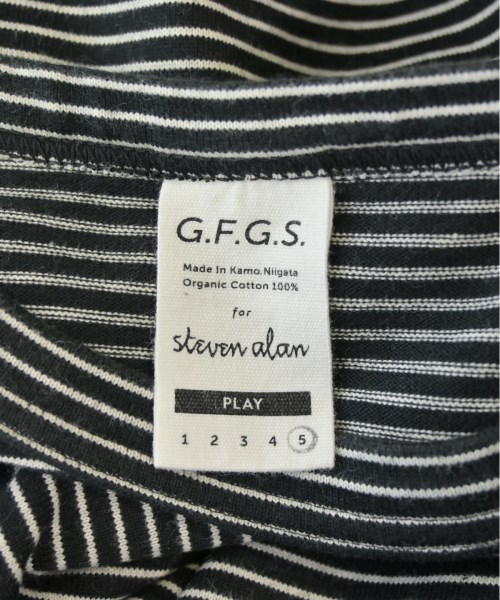 G.F.G.S.
Made In Kamo.Niigata
Organic Cotton 100%
for
steven alan
PLAY
1 2 3 4 5